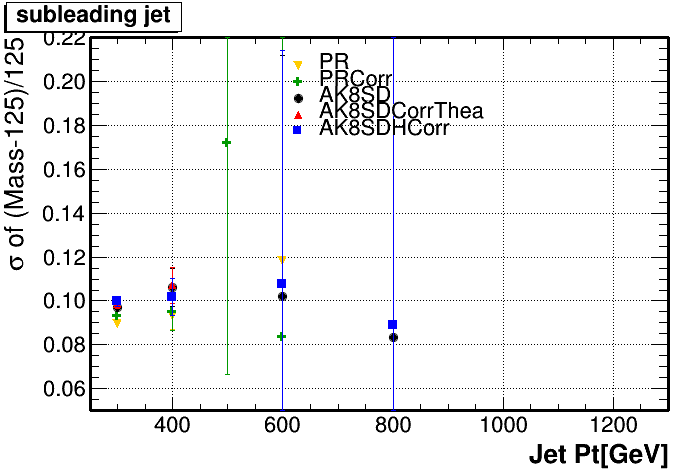 subleading jet
σ of (Mass-125)/125
0.22
0.20
0.18
0.16
0.14
0.12
0.10
0.08
0.06
PR
PRCorr
AK8SD
AK8SDCorrThea
AK8SDHCorr
400
600
800
1000
1200
Jet Pt[GeV]